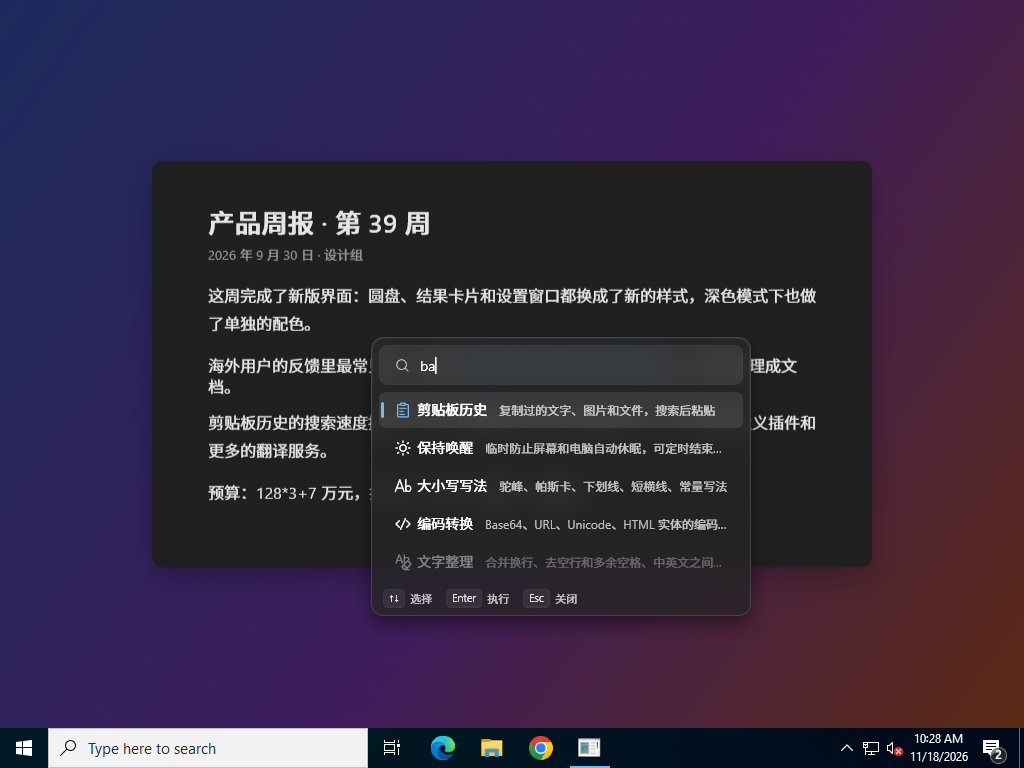 产品周报 · 第 39 周
2026 年 9 月 30 日 · 设计组
这周完成了新版界面：圆盘、结果卡片和设置窗口都换成了新的样式，深色模式下也做
了单独的配色。
海外用户的反馈里最常
理成文
档。
剪贴板历史的搜索速度
义插件和
更多的翻译服务。
预算：128*3+7 万元，
ba
剪贴板历史 复制过的文字、图片和文件，搜索后粘贴
保持唤醒 临时防止屏幕和电脑自动休眠，可定时结束...
Ab 大小写写法 驼峰、帕斯卡、下划线、短横线、常量写法
编码转换 Base64、URL、Unicode、HTML 实体的编码...
文字整理 合并换行、去空行和多余空格、中英文之间...
↑↓ 选择 Enter 执行 Esc 关闭
Type here to search
10:28 AM
11/18/2026
2